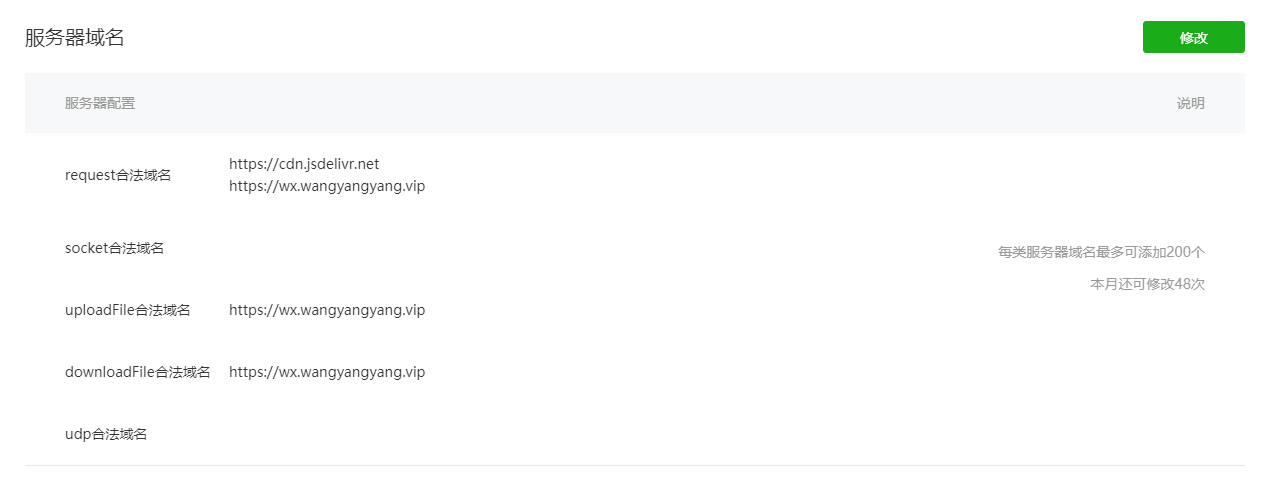 服务器域名
修改
服务器配置 说明
request合法域名 https://cdn.jsdelivr.net
https://wx.wangyangyang.vip
socket合法域名
每类服务器域名最多可添加200个
本月还可修改48次
uploadFile合法域名 https://wx.wangyangyang.vip
downloadFile合法域名 https://wx.wangyangyang.vip
udp合法域名